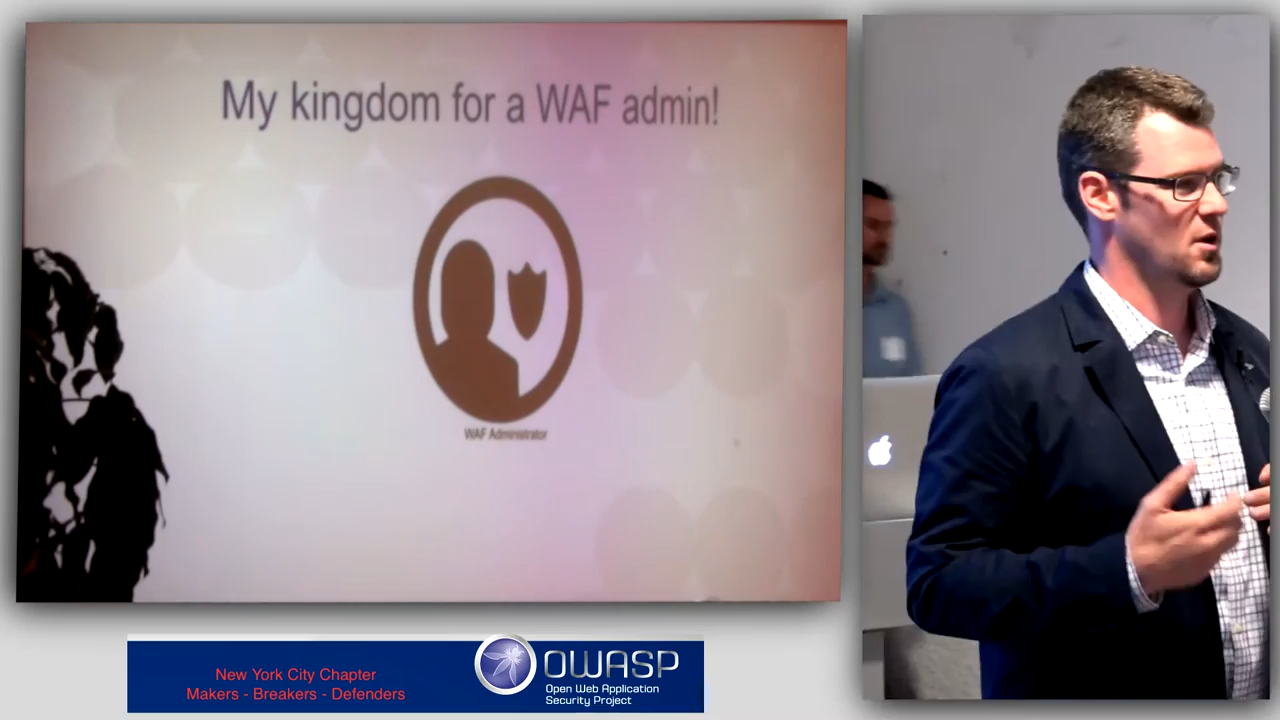 My kingdom for a WAF admin!
WAF Administrator
New York City Chapter
Makers - Breakers - Defenders
OWASP
Open Web Application
Security Project